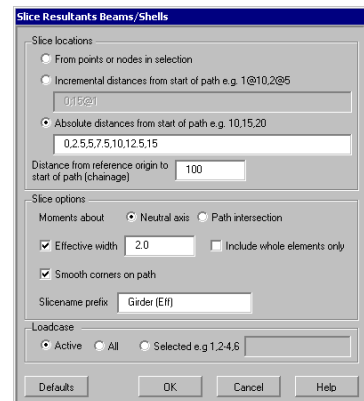 Slice Resultants Beams/Shells
Slice locations
From points or nodes in selection
Incremental distances from start of path e.g. 1@10,2@5
0,15@1
Absolute distances from start of path e.g. 10,15,20
0,2.5,5,7.5,10,12.5,15
Distance from reference origin to
start of path (chainage)
100
Slice options
Moments about Neutral axis Path intersection
Effective width 2.0 Include whole elements only
Smooth corners on path
Slicename prefix Girder (Eff)
Loadcase
Active All Selected e.g 1,2-4,6
Defaults OK Cancel Help